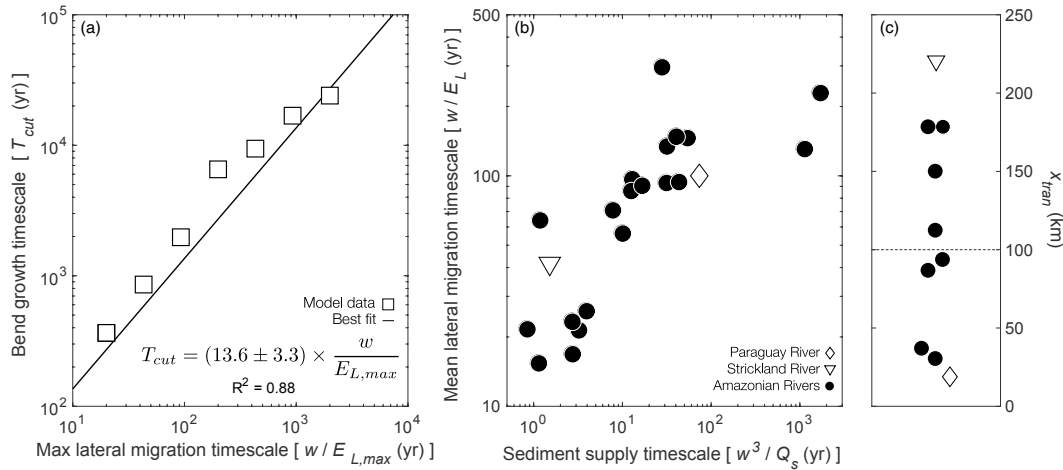 (a)
10^5
10^4
10^3
10^2
Bend growth timescale [ T_cut (yr) ]
Model data
Best fit
T_cut = (13.6 ± 3.3) × w / E_L,max
R^2 = 0.88
10^1 10^2 10^3 10^4
Max lateral migration timescale [ w / E_L,max (yr) ]
(b)
500
100
10
Mean lateral migration timescale [ w / E_L (yr) ]
Paraguay River
Strickland River
Amazonian Rivers
10^0 10^1 10^2 10^3
Sediment supply timescale [ w^3 / Q_s (yr) ]
(c)
250
200
150
100
50
0
x_tran (km)